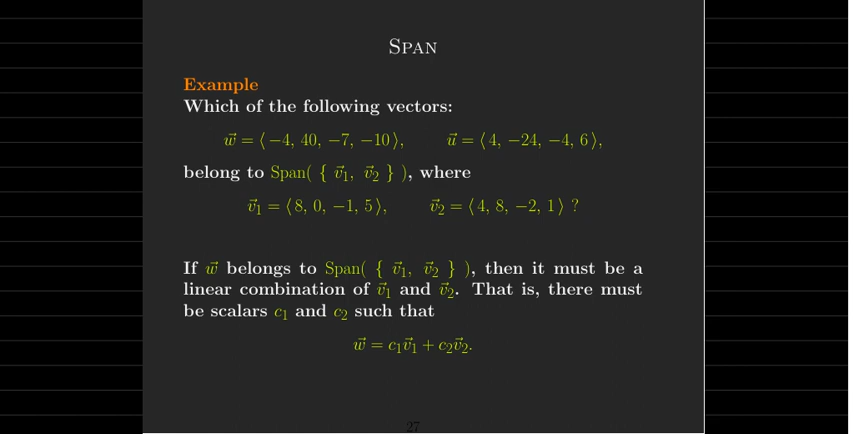 SPAN
Example
Which of the following vectors:
w⃗ = ⟨ −4, 40, −7, −10 ⟩, u⃗ = ⟨ 4, −24, −4, 6 ⟩,
belong to Span( { v⃗₁, v⃗₂ } ), where
v⃗₁ = ⟨ 8, 0, −1, 5 ⟩, v⃗₂ = ⟨ 4, 8, −2, 1 ⟩ ?
If w⃗ belongs to Span( { v⃗₁, v⃗₂ } ), then it must be a
linear combination of v⃗₁ and v⃗₂. That is, there must
be scalars c₁ and c₂ such that
w⃗ = c₁v⃗₁ + c₂v⃗₂.
27